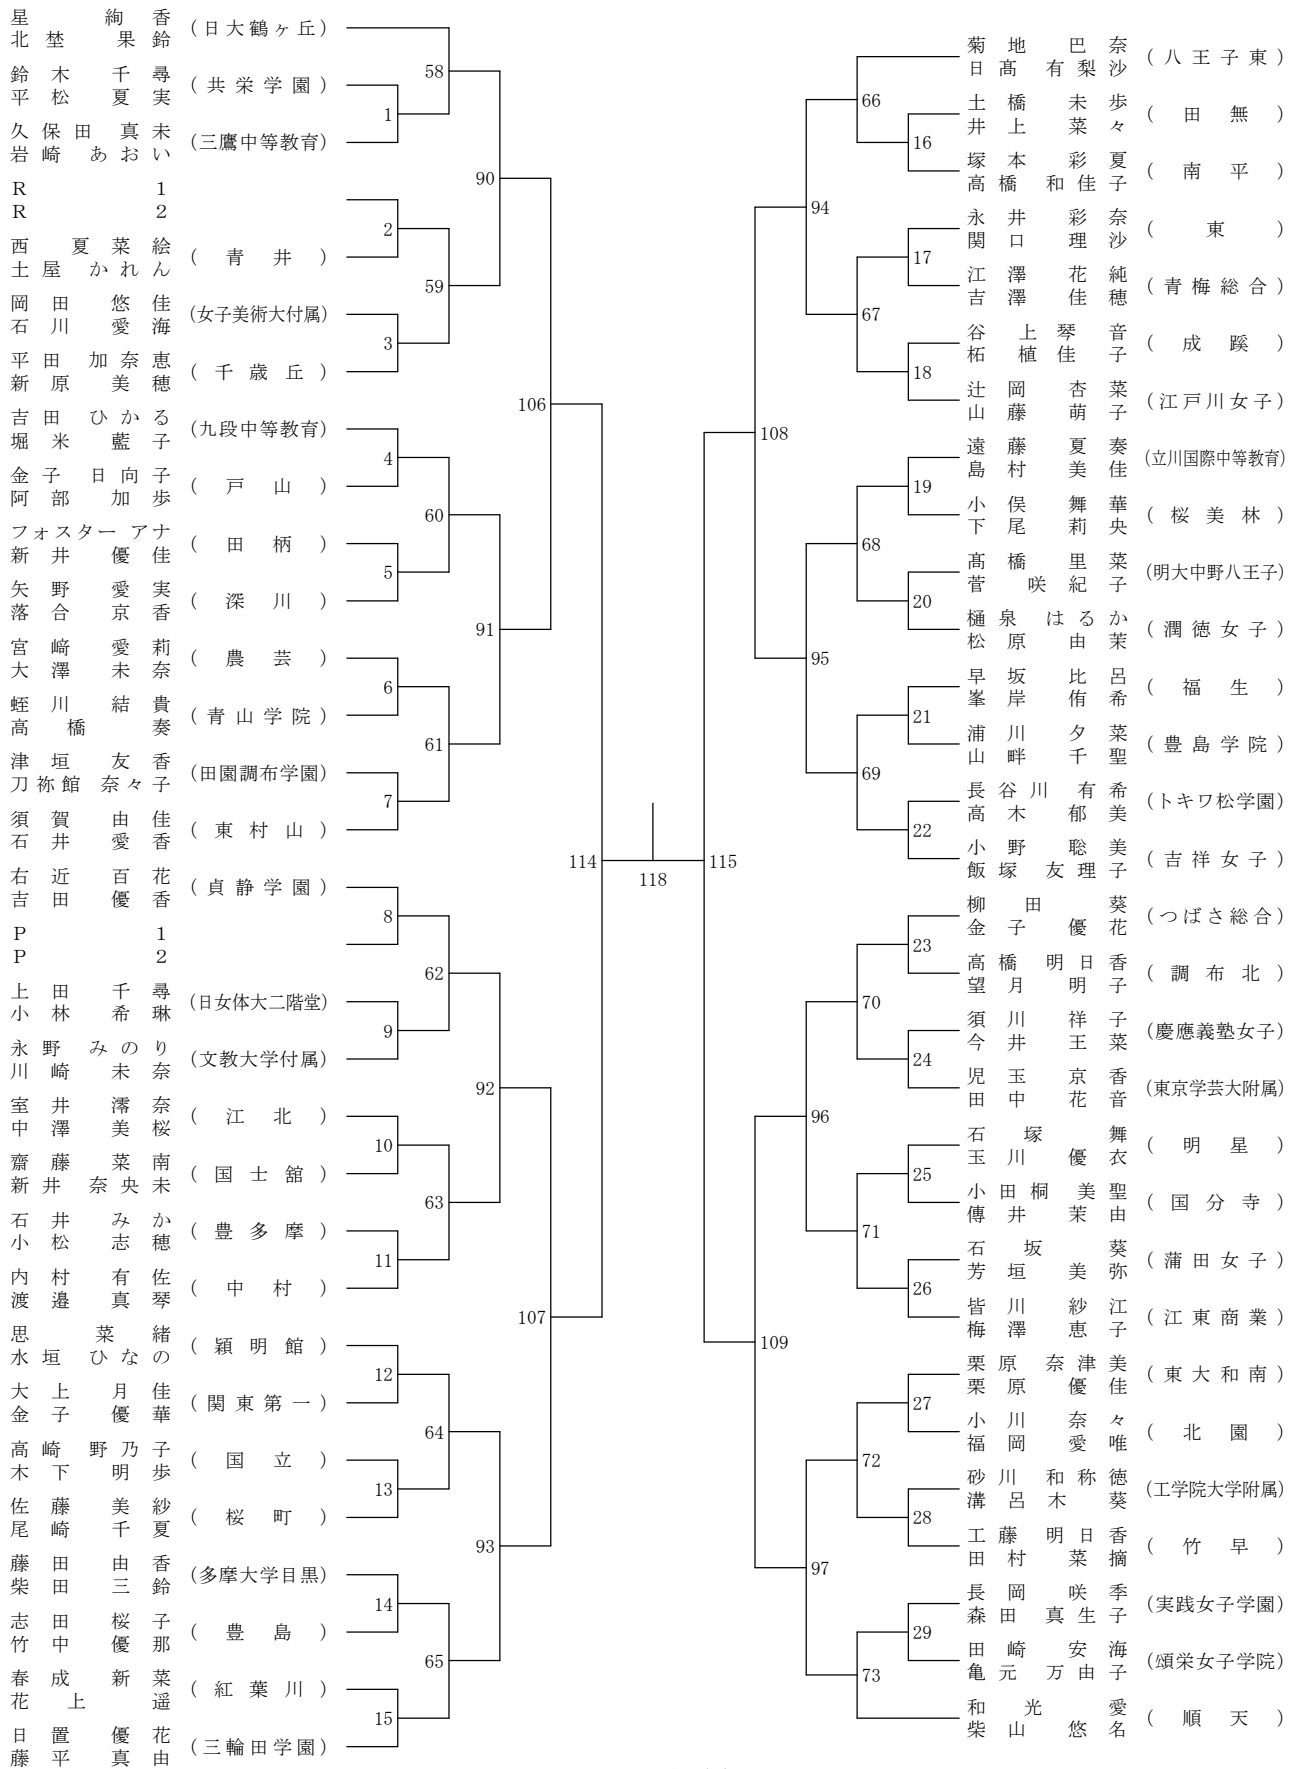 星 絢香
北埜 果鈴
(日大鶴ヶ丘)
鈴木 千尋
平松 夏実
(共栄学園)
久保田 真未
岩崎 あおい
(三鷹中等教育)
R 1
R 2
西 夏菜絵
土屋 かれん
(青井)
岡田 悠佳
石川 愛海
(女子美術大付属)
平田 加奈恵
新原 美穂
(千歳丘)
吉田 ひかる
堀米 藍子
(九段中等教育)
金子 日向子
阿部 加歩
(戸山)
フォスター アナ
新井 優佳
(田柄)
矢野 愛実
落合 京香
(深川)
宮﨑 愛莉
大澤 未奈
(農芸)
蛭川 結貴
高橋 奏
(青山学院)
津垣 友香
刀祢館 奈々子
(田園調布学園)
須賀 由佳
石井 愛香
(東村山)
右近 百花
吉田 優香
(貞静学園)
P 1
P 2
上田 千尋
小林 希琳
(日女体大二階堂)
永野 みのり
川崎 未奈
(文教大学付属)
室井 澪奈
中澤 美桜
(江北)
齋藤 菜南
新井 奈央未
(国士舘)
石井 みか
小松 志穂
(豊多摩)
内村 有佐
渡邉 真琴
(中村)
思 菜緒
水垣 ひなの
(穎明館)
大上 月佳
金子 優華
(関東第一)
高崎 野乃子
木下 明歩
(国立)
佐藤 美紗
尾崎 千夏
(桜町)
藤田 由香
柴田 三鈴
(多摩大学目黒)
志田 桜子
竹中 優那
(豊島)
春成 新菜
花上 遥
(紅葉川)
日置 優花
藤平 真由
(三輪田学園)
1
2
3
4
5
6
7
8
9
10
11
12
13
14
15
58
59
60
61
62
63
64
65
90
91
92
93
106
107
114
118
115
108
109
94
95
96
97
66
67
68
69
70
71
72
73
16
17
18
19
20
21
22
23
24
25
26
27
28
29
菊地 巴奈
日髙 有梨沙
(八王子東)
土橋 未歩
井上 菜々
(田無)
塚本 彩夏
高橋 和佳子
(南平)
永井 彩奈
関口 理沙
(東)
江澤 花純
吉澤 佳穂
(青梅総合)
谷上 琴音
柘植 佳子
(成蹊)
辻岡 杏菜
山藤 萌子
(江戸川女子)
遠藤 夏奏
島村 美佳
(立川国際中等教育)
小俣 舞華
下尾 莉央
(桜美林)
髙橋 里菜
菅 咲紀子
(明大中野八王子)
樋泉 はるか
松原 由茉
(潤徳女子)
早坂 比呂
峯岸 侑希
(福生)
浦川 夕菜
山畔 千聖
(豊島学院)
長谷川 有希
高木 郁美
(トキワ松学園)
小野 聡美
飯塚 友理子
(吉祥女子)
柳田 葵
金子 優花
(つばさ総合)
高橋 明日香
望月 明子
(調布北)
須川 祥子
今井 王菜
(慶應義塾女子)
児玉 京香
田中 花音
(東京学芸大附属)
石塚 舞
玉川 優衣
(明星)
小田桐 美聖
傳井 茉由
(国分寺)
石坂 葵
芳垣 美弥
(蒲田女子)
皆川 紗江
梅澤 恵子
(江東商業)
栗原 奈津美
栗原 優佳
(東大和南)
小川 奈々
福岡 愛唯
(北園)
砂川 和称徳
溝呂木 葵
(工学院大学附属)
工藤 明日香
田村 菜摘
(竹早)
長岡 咲季
森田 真生子
(実践女子学園)
田崎 安海
亀元 万由子
(頌栄女子学院)
和光 愛
柴山 悠名
(順天)